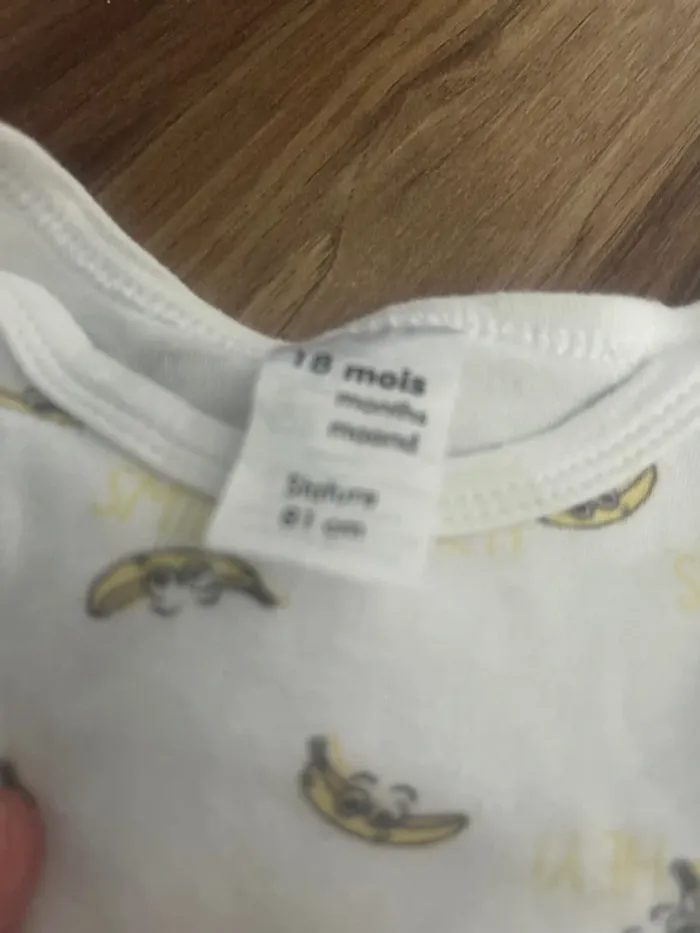 18 mois
months
maand
Stature
81 cm